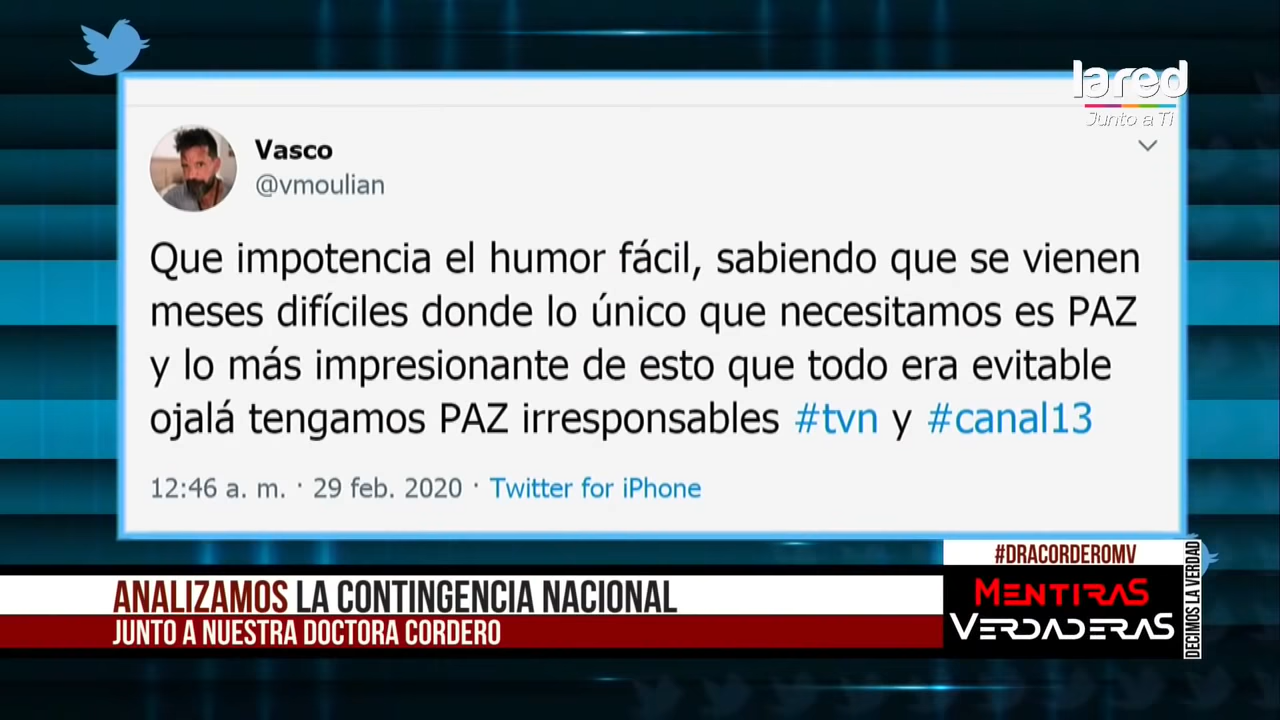 lared
Junto a Ti
Vasco
@vmoulian
Que impotencia el humor fácil, sabiendo que se vienen
meses difíciles donde lo único que necesitamos es PAZ
y lo más impresionante de esto que todo era evitable
ojalá tengamos PAZ irresponsables #tvn y #canal13
12:46 a. m. · 29 feb. 2020 · Twitter for iPhone
#DRACORDEROMV
ANALIZAMOS LA CONTINGENCIA NACIONAL
JUNTO A NUESTRA DOCTORA CORDERO
MENTIRAS
VERDADERAS
DECIMOS LA VERDAD